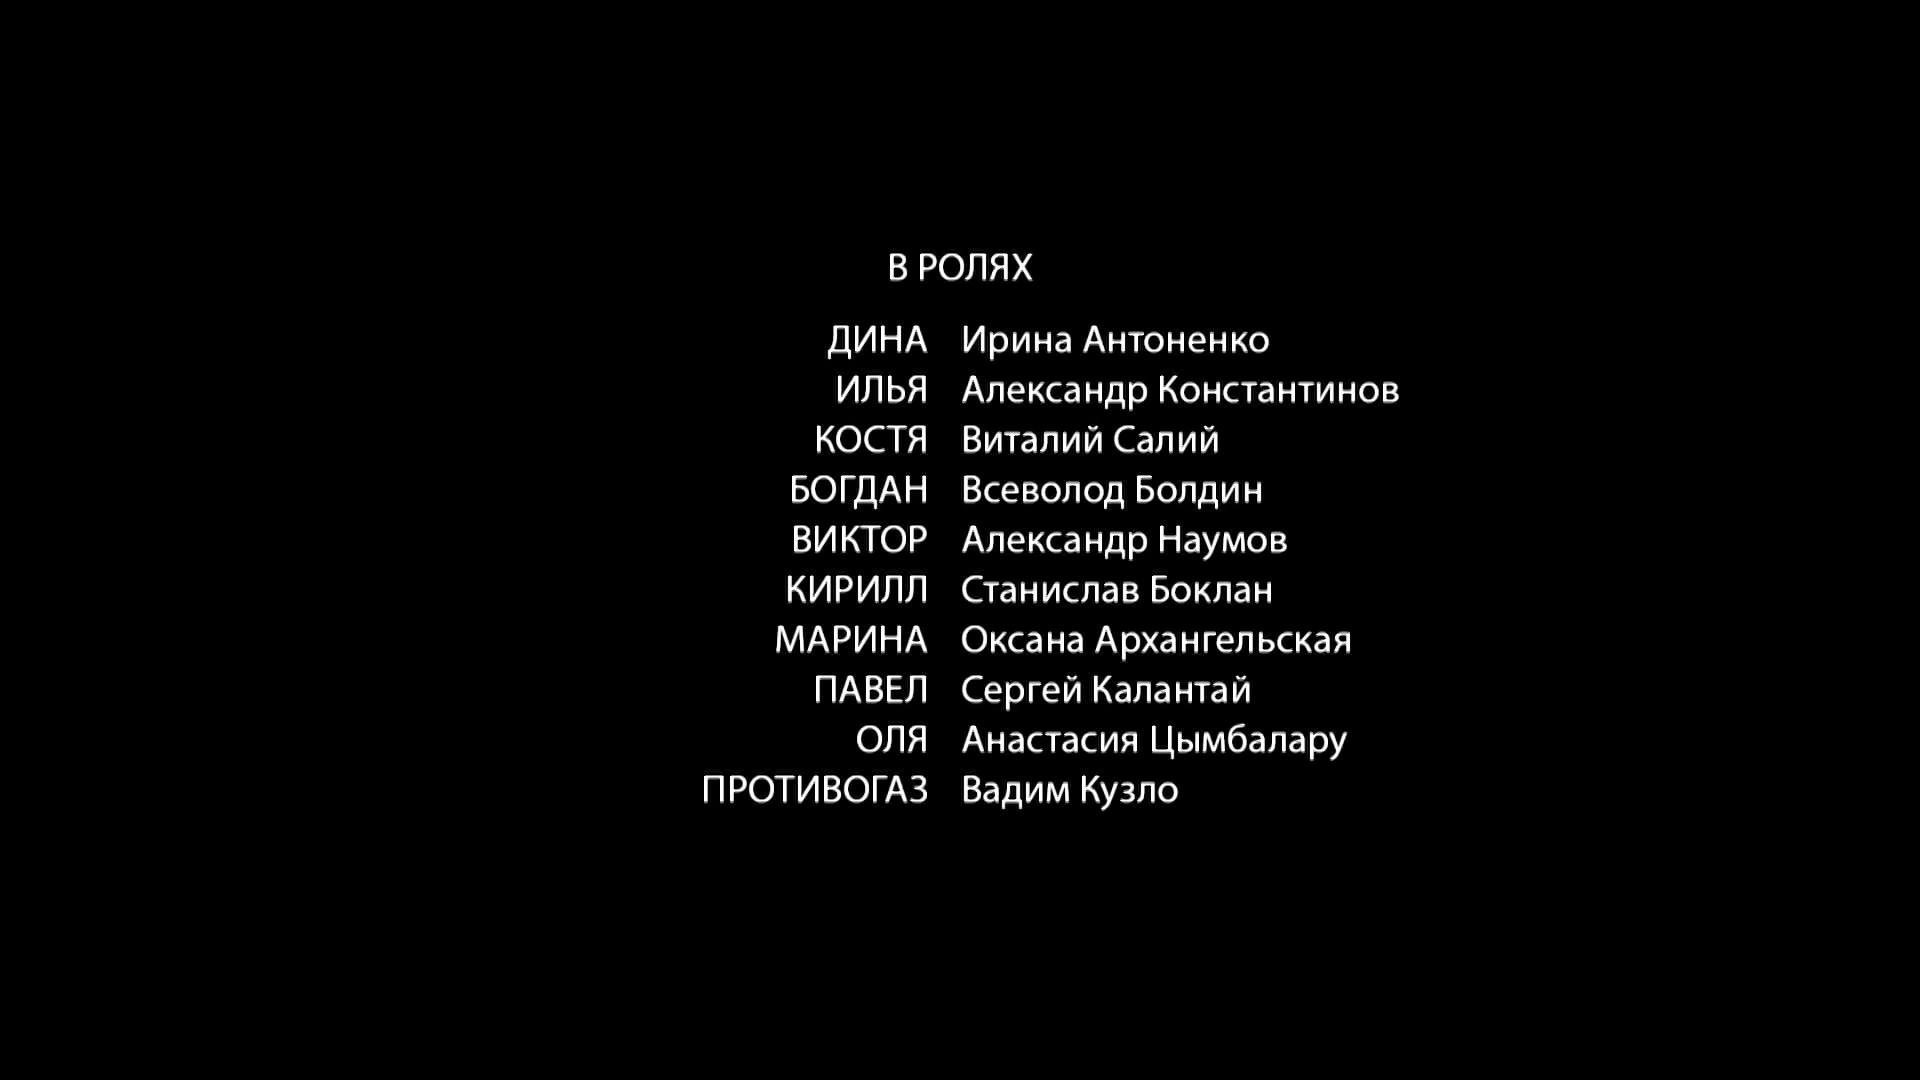 В РОЛЯХ
ДИНА Ирина Антоненко
ИЛЬЯ Александр Константинов
КОСТЯ Виталий Салий
БОГДАН Всеволод Болдин
ВИКТОР Александр Наумов
КИРИЛЛ Станислав Боклан
МАРИНА Оксана Архангельская
ПАВЕЛ Сергей Калантай
ОЛЯ Анастасия Цымбалару
ПРОТИВОГАЗ Вадим Кузло